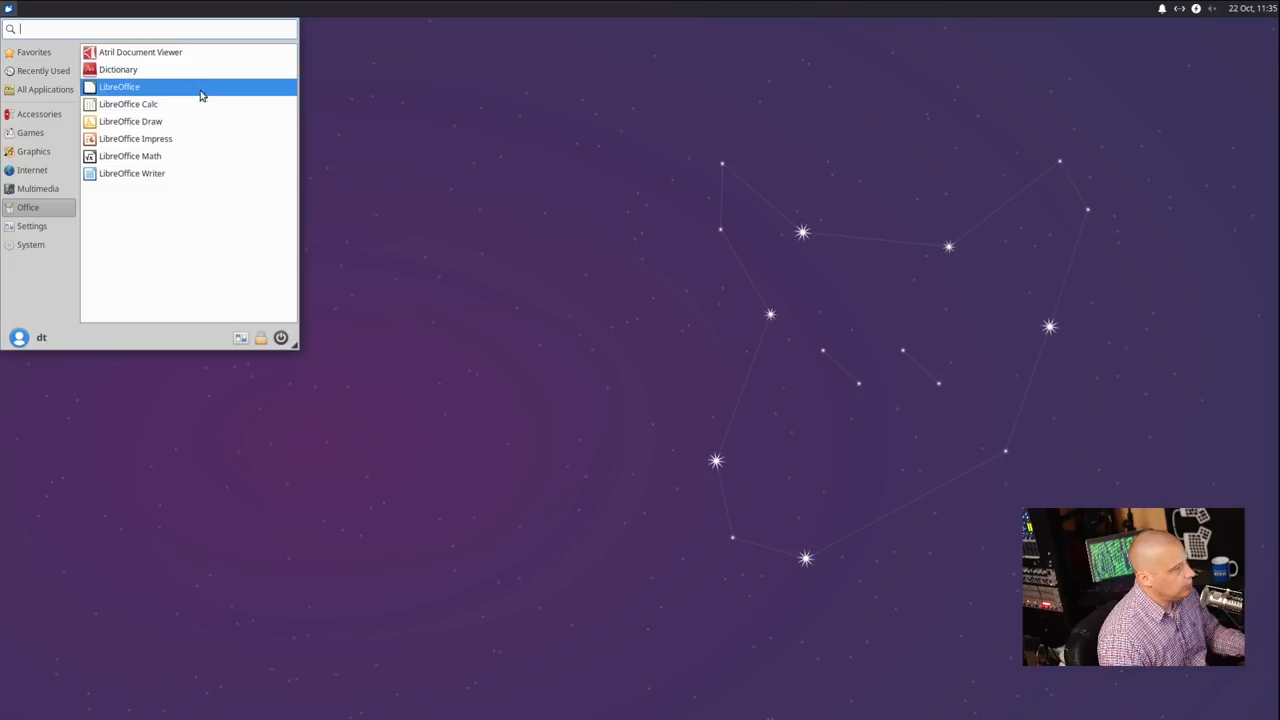 22 Oct, 11:35
Favorites
Recently Used
All Applications
Accessories
Games
Graphics
Internet
Multimedia
Office
Settings
System
Atril Document Viewer
Dictionary
LibreOffice
LibreOffice Calc
LibreOffice Draw
LibreOffice Impress
LibreOffice Math
LibreOffice Writer
dt